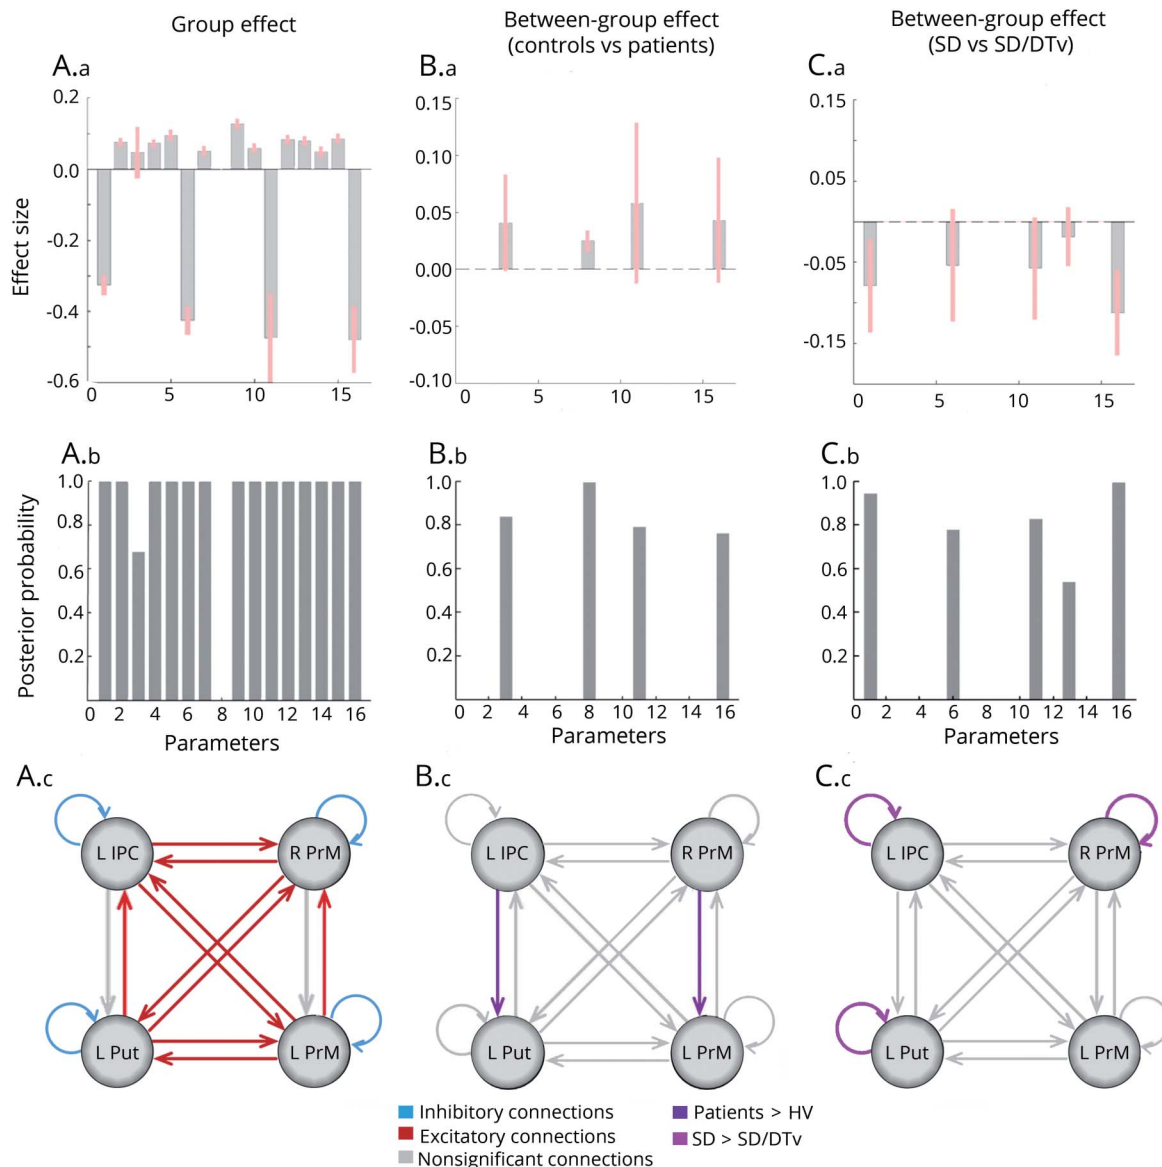 Group effect
Between-group effect
(controls vs patients)
Between-group effect
(SD vs SD/DTv)
A.a
B.a
C.a
Effect size
0.2
0.0
-0.2
-0.4
-0.6
0 5 10 15
0.15
0.10
0.05
0.00
-0.05
-0.10
0 5 10 15
0.15
0.05
-0.05
-0.15
0 5 10 15
A.b
B.b
C.b
Posterior probability
1.0
0.8
0.6
0.4
0.2
0 2 4 6 8 10 12 14 16
Parameters
1.0
0.8
0.6
0.4
0.2
0 2 4 6 8 10 12 14 16
Parameters
1.0
0.8
0.6
0.4
0.2
0 2 4 6 8 10 12 14 16
Parameters
A.c
L IPC
R PrM
L Put
L PrM
B.c
L IPC
R PrM
L Put
L PrM
C.c
L IPC
R PrM
L Put
L PrM
Inhibitory connections
Excitatory connections
Nonsignificant connections
Patients > HV
SD > SD/DTv